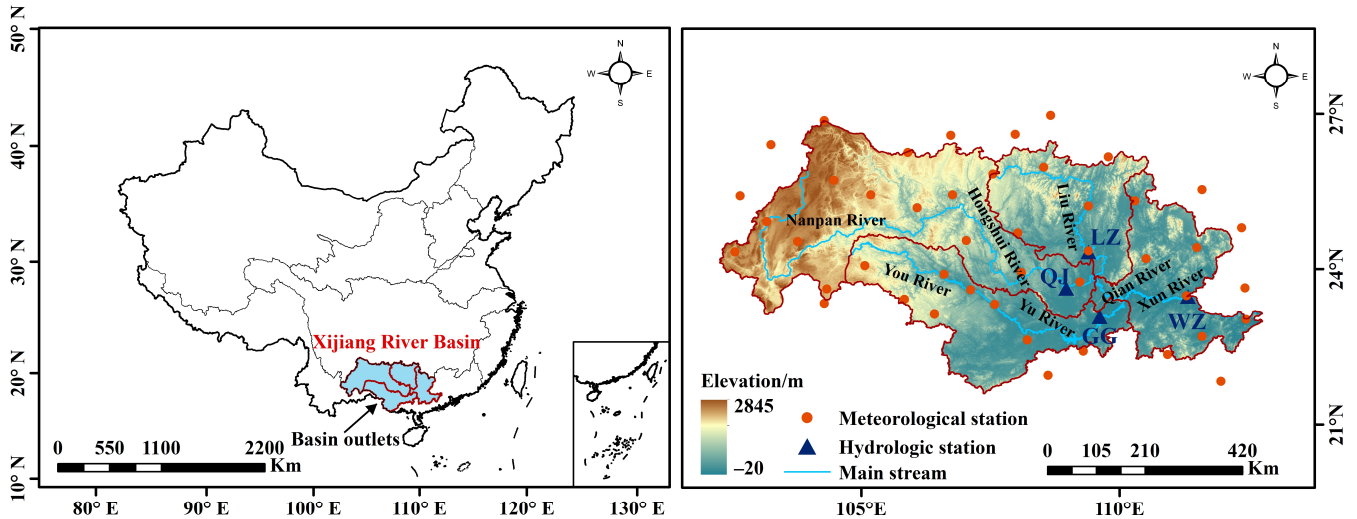 50° N
40° N
30° N
20° N
10° N
N
W
E
S
Xijiang River Basin
Basin outlets
0
550
1100
2200
Km
80° E
90° E
100° E
110° E
120° E
130° E
N
W
E
S
27°N
24°N
21°N
Nanpan River
Hongshui River
Liu River
LZ
You River
QJ
Qian River
Xun River
Yu River
GG
WZ
Elevation/m
2845
–20
Meteorological station
Hydrologic station
Main stream
0
105
210
420
Km
105°E
110°E